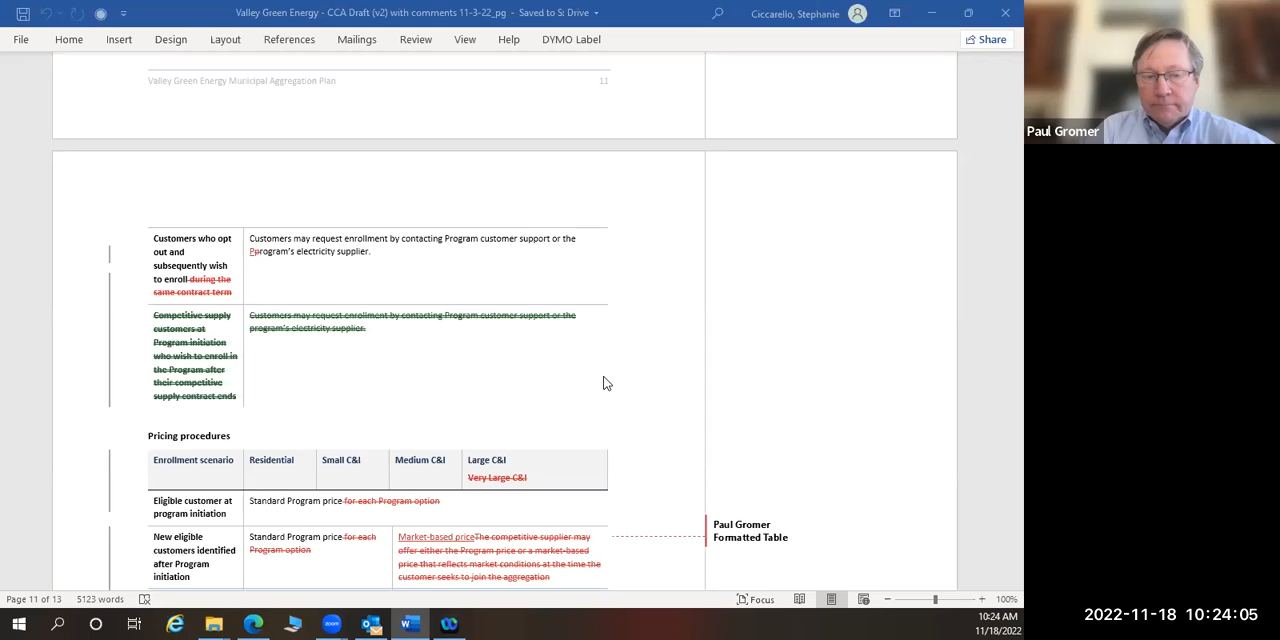 Valley Green Energy - CCA Draft (v2) with comments 11-3-22_pg - Saved to S: Drive
Ciccarello, Stephanie
File Home Insert Design Layout References Mailings Review View Help DYMO Label
Share
Valley Green Energy Municipal Aggregation Plan 11
Paul Gromer
Customers who opt
out and
subsequently wish
to enroll during the
same contract term
Customers may request enrollment by contacting Program customer support or the
Pprogram's electricity supplier.
Competitive supply
customers at
Program initiation
who wish to enroll in
the Program after
their competitive
supply contract ends
Customers may request enrollment by contacting Program customer support or the
program's electricity supplier.
Pricing procedures
Enrollment scenario Residential Small C&I Medium C&I Large C&I
Very Large C&I
Eligible customer at
program initiation
Standard Program price for each Program option
New eligible
customers identified
after Program
initiation
Standard Program price for each
Program option
Market-based priceThe competitive supplier may
offer either the Program price or a market-based
price that reflects market conditions at the time the
customer seeks to join the aggregation
Paul Gromer
Formatted Table
Page 11 of 13 5123 words
Focus
100%
zoom
10:24 AM
11/18/2022
2022-11-18 10:24:05